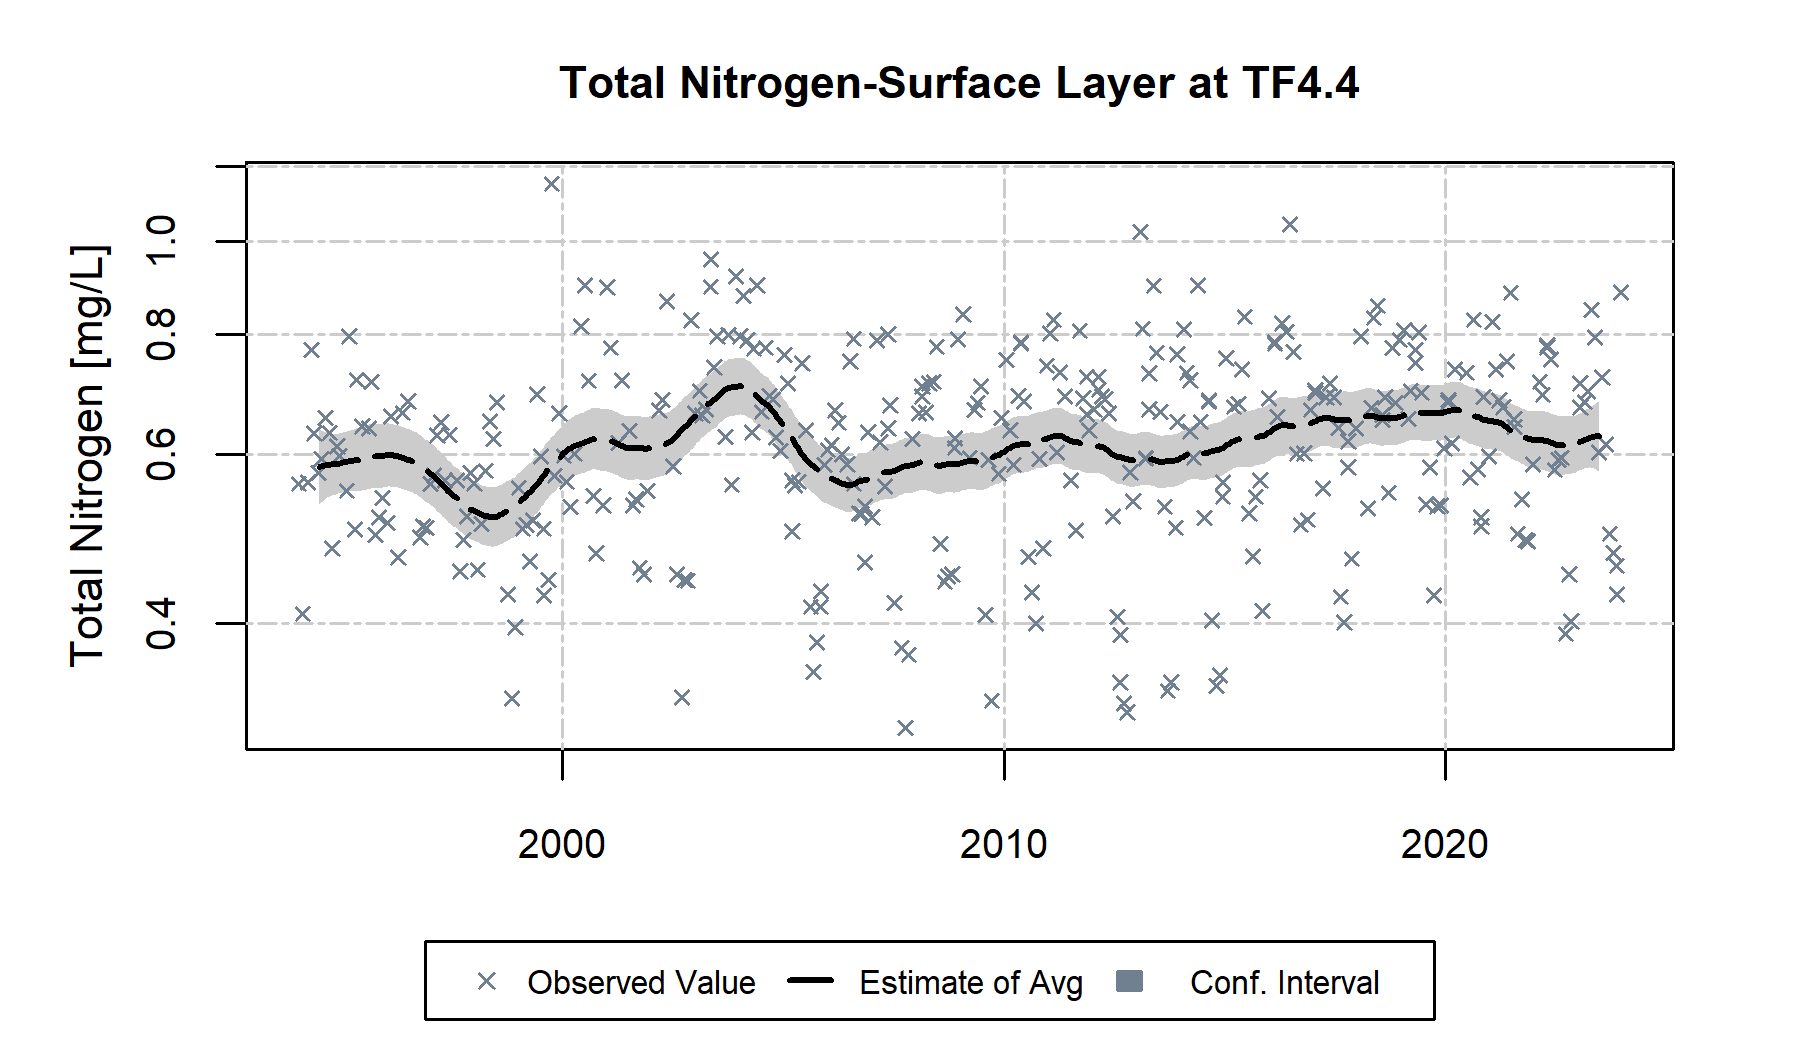 Total Nitrogen-Surface Layer at TF4.4
Total Nitrogen [mg/L]
1.0
0.8
0.6
0.4
2000 2010 2020
Observed Value Estimate of Avg Conf. Interval